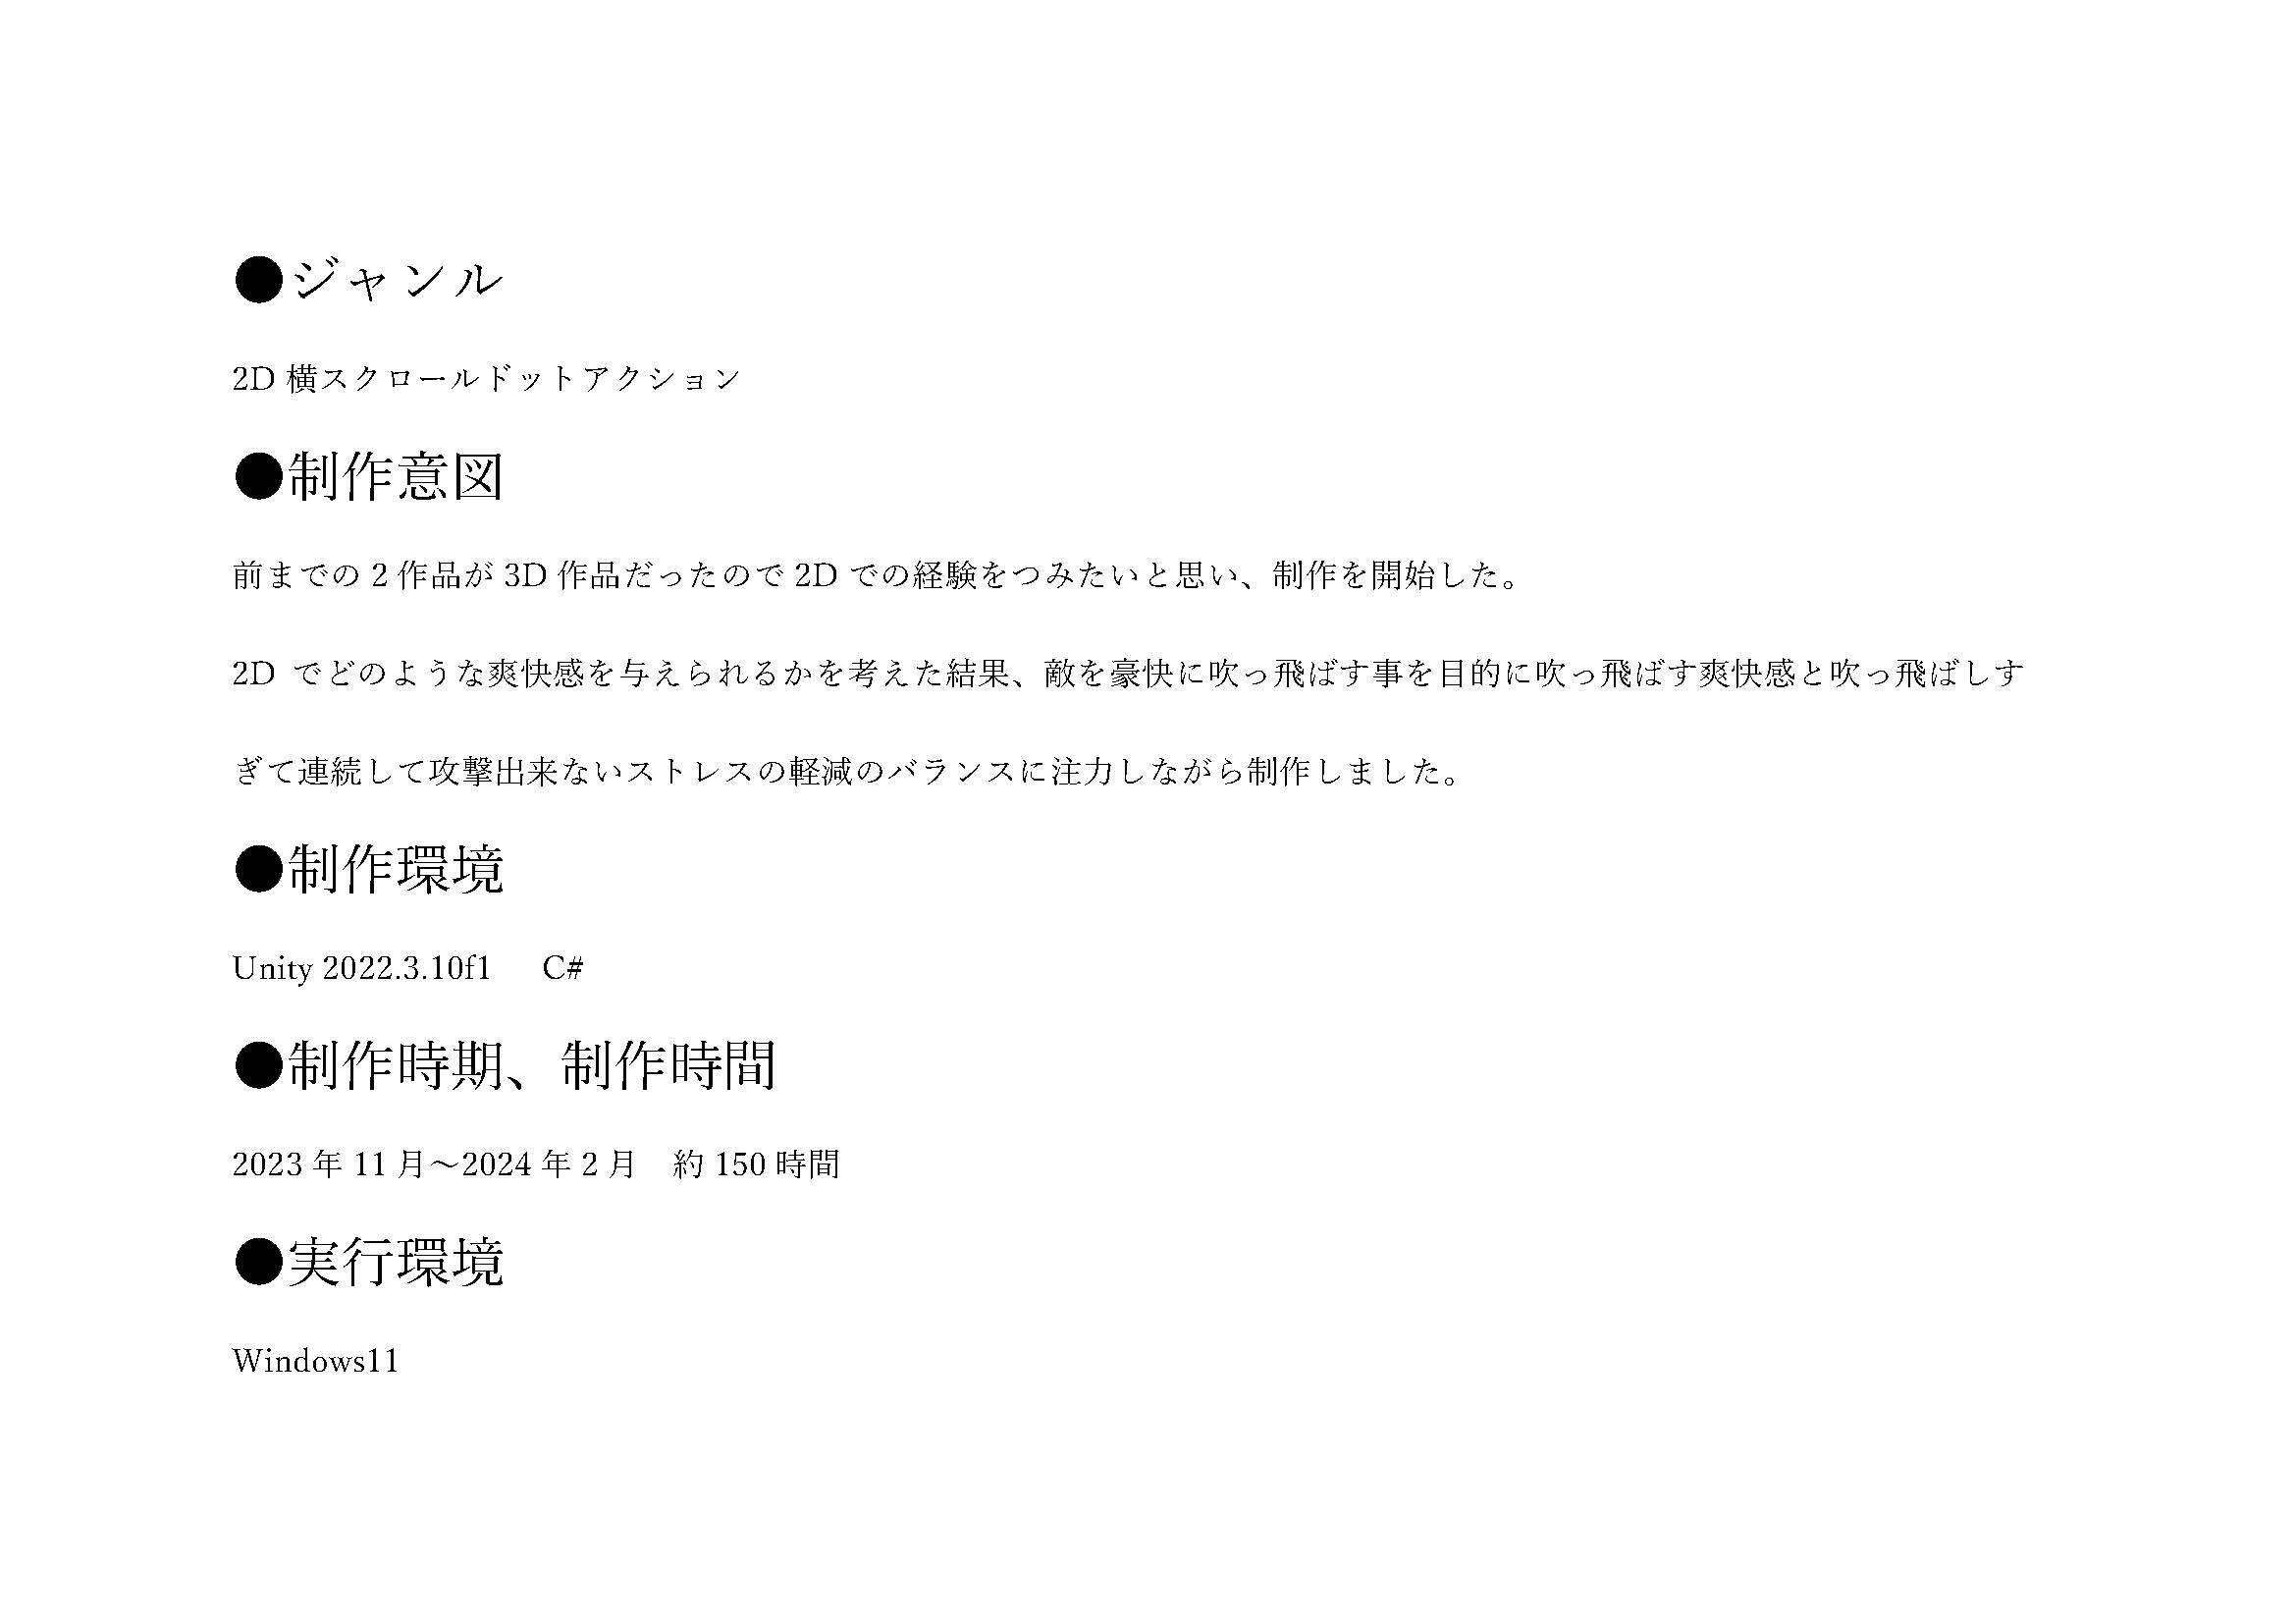 ●ジャンル
2D 横スクロールドットアクション
●制作意図
前までの 2 作品が 3D 作品だったので 2D での経験をつみたいと思い、制作を開始した。
2D でどのような爽快感を与えられるかを考えた結果、敵を豪快に吹っ飛ばす事を目的に吹っ飛ばす爽快感と吹っ飛ばしす
ぎて連続して攻撃出来ないストレスの軽減のバランスに注力しながら制作しました。
●制作環境
Unity 2022.3.10f1　C#
●制作時期、制作時間
2023 年 11 月～2024 年 2 月　約 150 時間
●実行環境
Windows11